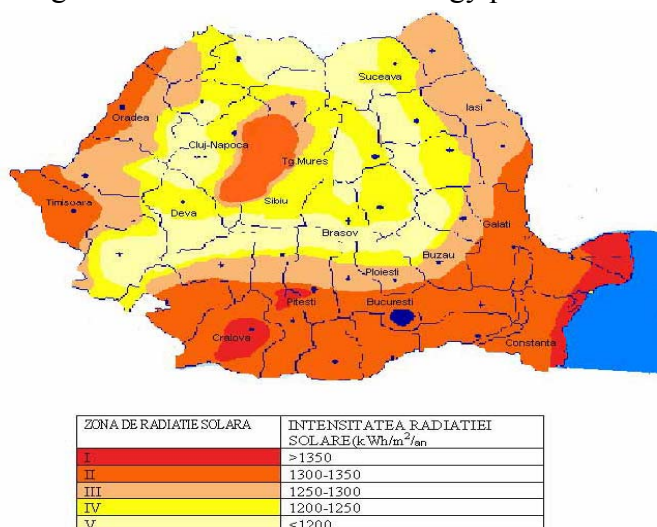 Suceava
Iasi
Oradea
Cluj-Napoca
Tg.Mures
Timisoara
Deva
Sibiu
Brasov
Galati
Buzau
Ploiesti
Pitesti
Bucuresti
Craiova
Constanta
ZONA DE RADIATIE SOLARA
INTENSITATEA RADIATIEI
SOLARE(kWh/m²/an
I >1350
II 1300-1350
III 1250-1300
IV 1200-1250
V <1200